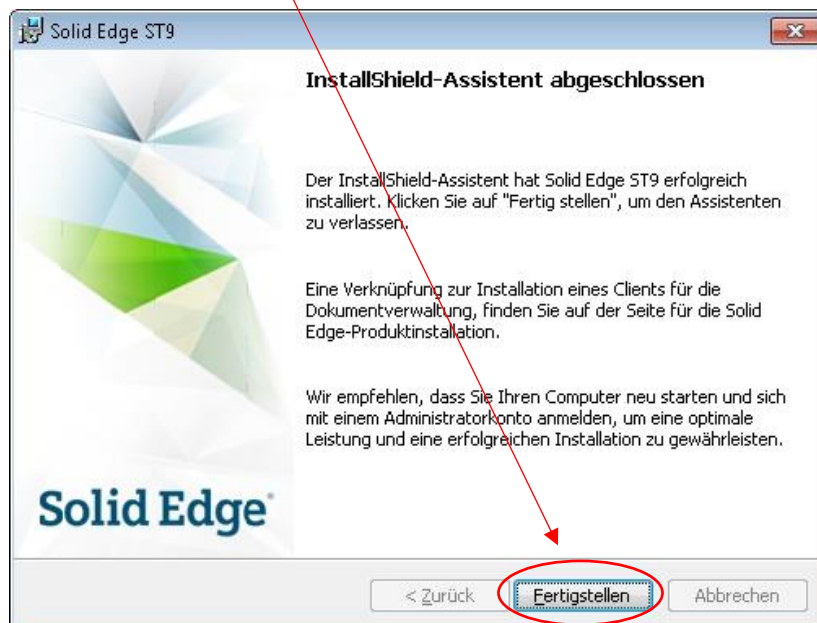 Solid Edge ST9
InstallShield-Assistent abgeschlossen
Der InstallShield-Assistent hat Solid Edge ST9 erfolgreich
installiert. Klicken Sie auf "Fertig stellen", um den Assistenten
zu verlassen.
Eine Verknüpfung zur Installation eines Clients für die
Dokumentverwaltung, finden Sie auf der Seite für die Solid
Edge-Produktinstallation.
Wir empfehlen, dass Sie Ihren Computer neu starten und sich
mit einem Administratorkonto anmelden, um eine optimale
Leistung und eine erfolgreichen Installation zu gewährleisten.
Solid Edge
< Zurück Fertigstellen Abbrechen